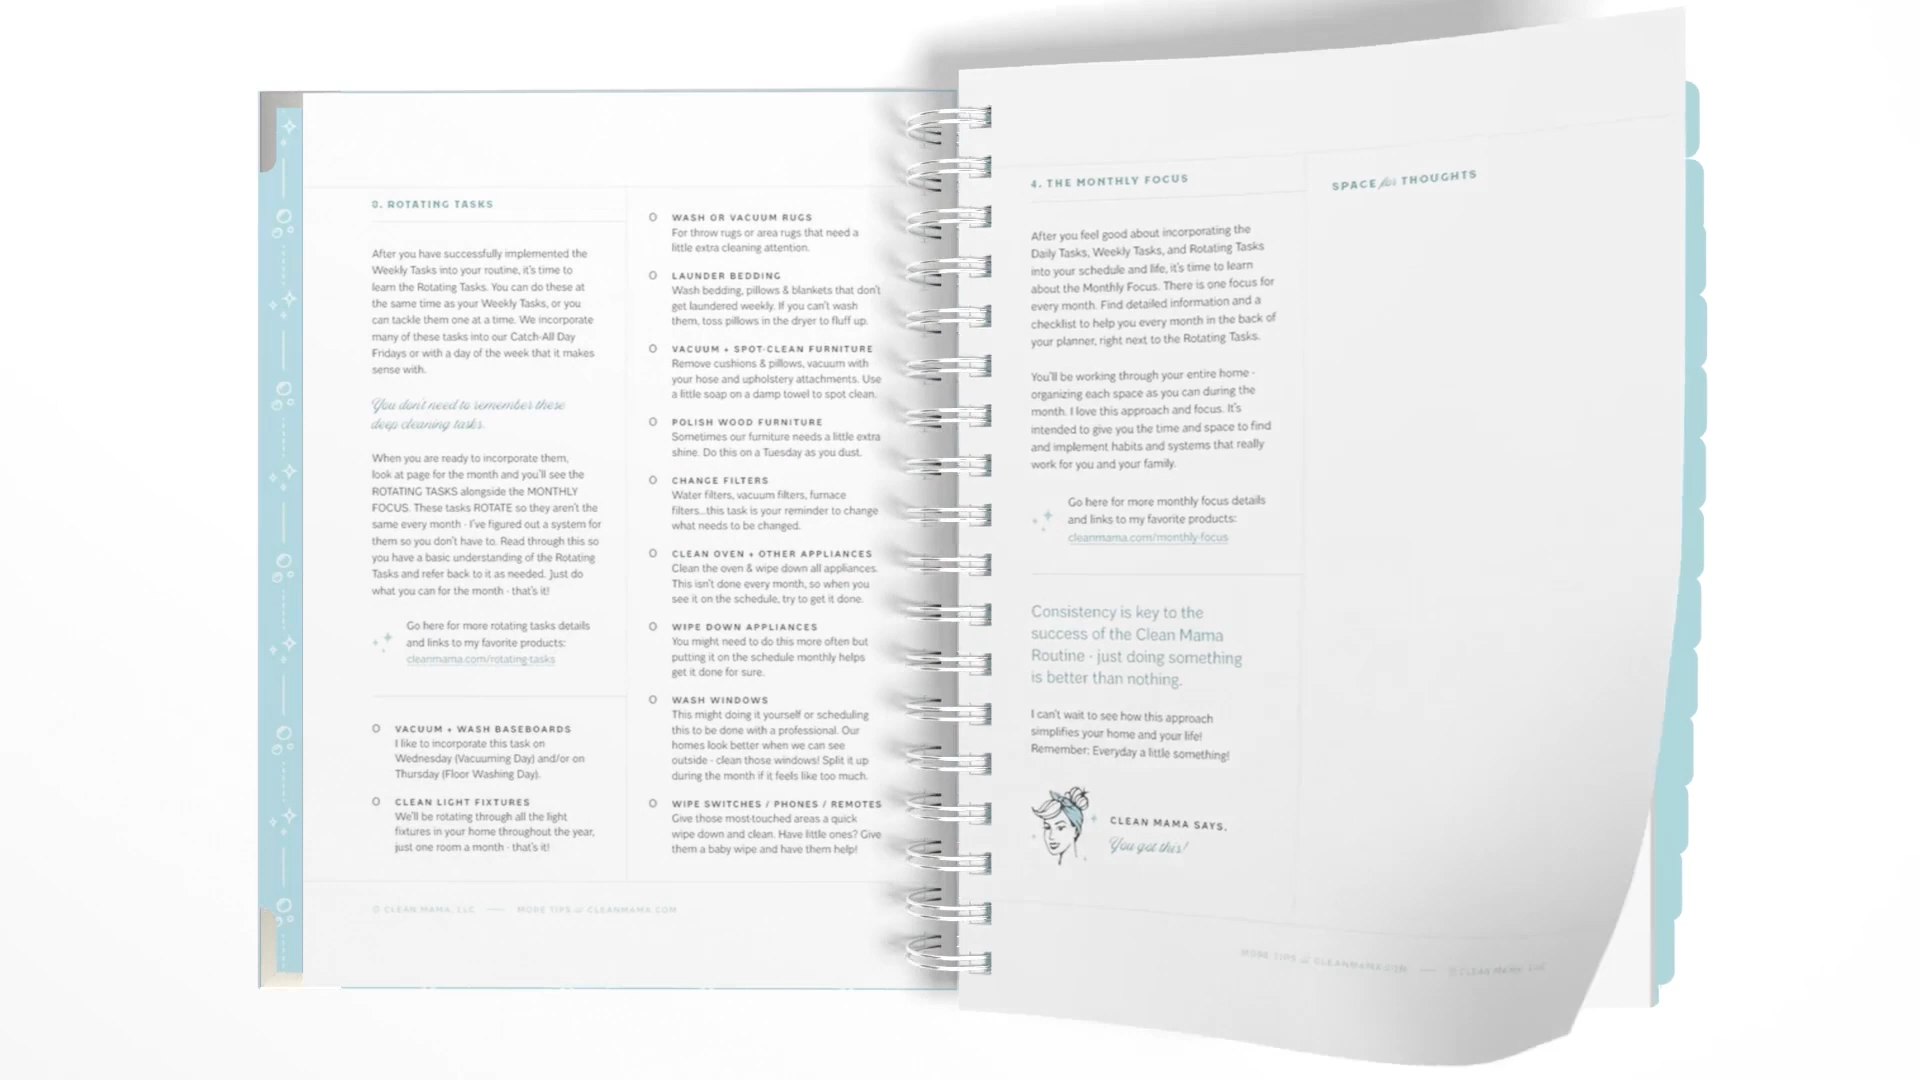 ROTATING TASKS
After you have successfully implemented the
Weekly Tasks into your routine, it's time to
learn the Rotating Tasks. You can do these at
the same time as your Weekly Tasks, or you
can tackle them one at a time. We incorporate
many of these tasks into our Catch-All Day
Fridays or with a day of the week that it makes
sense with.
You don't need to remember these
deep cleaning tasks.
When you are ready to incorporate them,
look at page for the month and you'll see the
ROTATING TASKS alongside the MONTHLY
FOCUS. These tasks ROTATE so they aren't the
same every month - I've figured out a system for
them so you don't have to. Read through this so
you have a basic understanding of the Rotating
Tasks and refer back to it as needed. Just do
what you can for the month - that's it!
Go here for more rotating tasks details
and links to my favorite products:
cleanmama.com/rotating-tasks
VACUUM + WASH BASEBOARDS
I like to incorporate this task on
Wednesday (Vacuuming Day) and/or on
Thursday (Floor Washing Day).
CLEAN LIGHT FIXTURES
We'll be rotating through all the light
fixtures in your home throughout the year,
just one room a month - that's it!
WASH OR VACUUM RUGS
For throw rugs or area rugs that need a
little extra cleaning attention.
LAUNDER BEDDING
Wash bedding, pillows & blankets that don't
get laundered weekly. If you can't wash
them, toss pillows in the dryer to fluff up.
VACUUM + SPOT-CLEAN FURNITURE
Remove cushions & pillows, vacuum with
your hose and upholstery attachments. Use
a little soap on a damp towel to spot clean.
POLISH WOOD FURNITURE
Sometimes our furniture needs a little extra
shine. Do this on a Tuesday as you dust.
CHANGE FILTERS
Water filters, vacuum filters, furnace
filters...this task is your reminder to change
what needs to be changed.
CLEAN OVEN + OTHER APPLIANCES
Clean the oven & wipe down all appliances.
This isn't done every month, so when you
see it on the schedule, try to get it done.
WIPE DOWN APPLIANCES
You might need to do this more often but
putting it on the schedule monthly helps
get it done for sure.
WASH WINDOWS
This might doing it yourself or scheduling
this to be done with a professional. Our
homes look better when we can see
outside - clean those windows! Split it up
during the month if it feels like too much.
WIPE SWITCHES / PHONES / REMOTES
Give those most-touched areas a quick
wipe down and clean. Have little ones? Give
them a baby wipe and have them help!
© CLEAN MAMA, LLC — MORE TIPS at CLEANMAMA.COM
4. THE MONTHLY FOCUS
After you feel good about incorporating the
Daily Tasks, Weekly Tasks, and Rotating Tasks
into your schedule and life, it's time to learn
about the Monthly Focus. There is one focus for
every month. Find detailed information and a
checklist to help you every month in the back of
your planner, right next to the Rotating Tasks.
You'll be working through your entire home -
organizing each space as you can during the
month. I love this approach and focus. It's
intended to give you the time and space to find
and implement habits and systems that really
work for you and your family.
Go here for more monthly focus details
and links to my favorite products:
cleanmama.com/monthly-focus
Consistency is key to the
success of the Clean Mama
Routine - just doing something
is better than nothing.
I can't wait to see how this approach
simplifies your home and your life!
Remember: Everyday a little something!
CLEAN MAMA SAYS,
You got this!
SPACE for THOUGHTS
MORE TIPS at CLEANMAMA.COM — © CLEAN MAMA, LLC